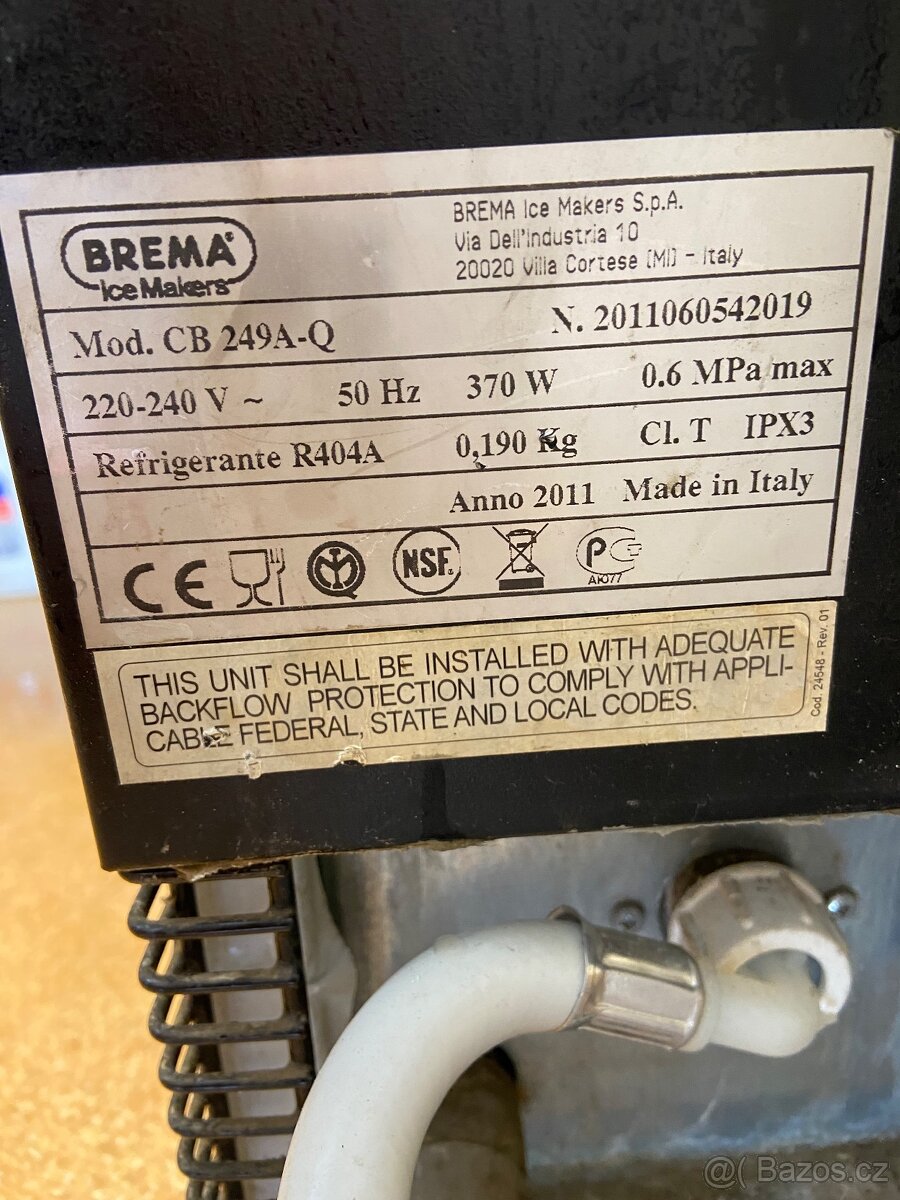 BREMA
Ice Makers
BREMA Ice Makers S.p.A.
Via Dell'Industria 10
20020 Villa Cortese (MI) - Italy
Mod. CB 249A-Q
N. 2011060542019
220-240 V ~ 50 Hz 370 W 0.6 MPa max
Refrigerante R404A 0,190 Kg Cl. T IPX3
Anno 2011 Made in Italy
CE
NSF.
PC
АЮ77
THIS UNIT SHALL BE INSTALLED WITH ADEQUATE
BACKFLOW PROTECTION TO COMPLY WITH APPLI-
CABLE FEDERAL, STATE AND LOCAL CODES.
Cod. 24548 - Rev. 01
@( Bazos.cz